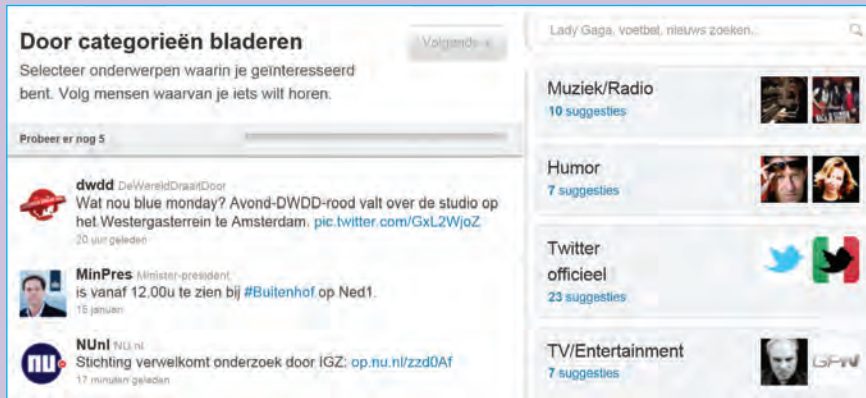 Door categorieën bladeren
Volgende
Selecteer onderwerpen waarin je geïnteresseerd
bent. Volg mensen waarvan je iets wilt horen.
Probeer er nog 5
dwdd DeWereldDraaitDoor
Wat nou blue monday? Avond-DWDD-rood valt over de studio op
het Westergasterrein te Amsterdam. pic.twitter.com/GxL2WjoZ
20 uur geleden
MinPres Minister-president
is vanaf 12.00u te zien bij #Buitenhof op Ned1.
15 januari
nu
NUnl NU.nl
Stichting verwelkomt onderzoek door IGZ: op.nu.nl/zzd0Af
17 minuten geleden
Lady Gaga, voetbal, nieuws zoeken...
Muziek/Radio
10 suggesties
Humor
7 suggesties
Twitter
officieel
23 suggesties
TV/Entertainment
7 suggesties